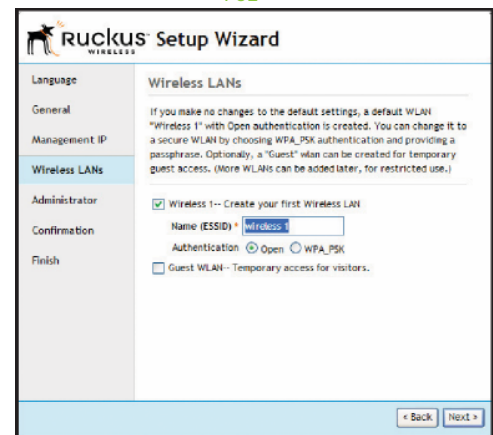 Ruckus™ Setup Wizard
WIRELESS
Language
General
Management IP
Wireless LANs
Administrator
Confirmation
Finish
Wireless LANs
If you make no changes to the default settings, a default WLAN
"Wireless 1" with Open authentication is created. You can change it to
a secure WLAN by choosing WPA_PSK authentication and providing a
passphrase. Optionally, a "Guest" wlan can be created for temporary
guest access. (More WLANs can be added later, for restricted use.)
Wireless 1-- Create your first Wireless LAN
Name (ESSID) * Wireless 1
Authentication Open WPA_PSK
Guest WLAN-- Temporary access for visitors.
< Back Next >